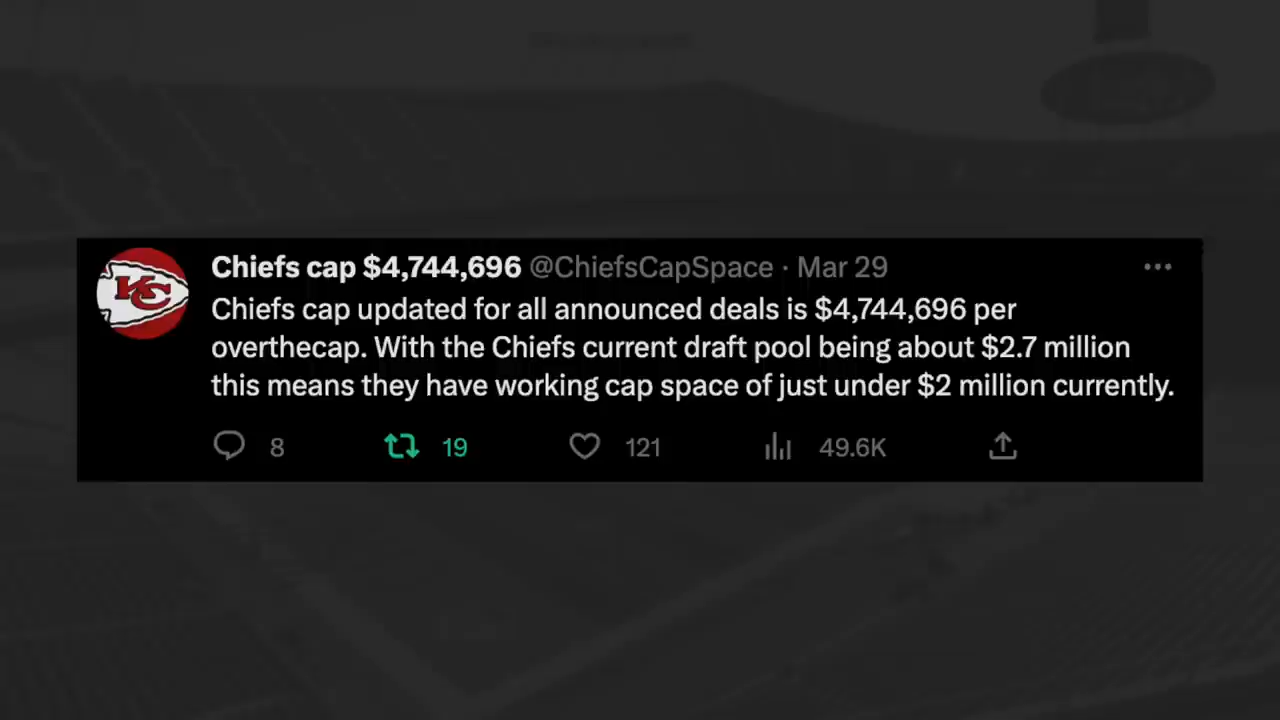 Chiefs cap $4,744,696 @ChiefsCapSpace · Mar 29
Chiefs cap updated for all announced deals is $4,744,696 per
overthecap. With the Chiefs current draft pool being about $2.7 million
this means they have working cap space of just under $2 million currently.
8 19 121 49.6K
KC